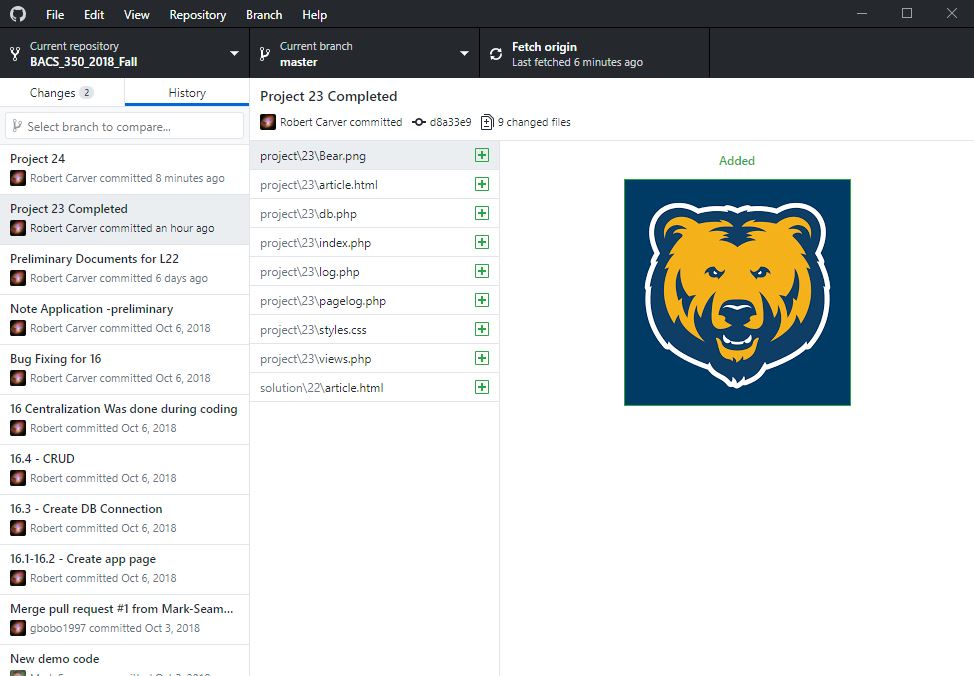 File Edit View Repository Branch Help
Current repository
BACS_350_2018_Fall
Current branch
master
Fetch origin
Last fetched 6 minutes ago
Changes 2
History
Select branch to compare...
Project 24
Robert Carver committed 8 minutes ago
Project 23 Completed
Robert Carver committed an hour ago
Preliminary Documents for L22
Robert Carver committed 6 days ago
Note Application -preliminary
Robert Carver committed Oct 6, 2018
Bug Fixing for 16
Robert Carver committed Oct 6, 2018
16 Centralization Was done during coding
Robert committed Oct 6, 2018
16.4 - CRUD
Robert committed Oct 6, 2018
16.3 - Create DB Connection
Robert committed Oct 6, 2018
16.1-16.2 - Create app page
Robert committed Oct 6, 2018
Merge pull request #1 from Mark-Seam...
gbobo1997 committed Oct 3, 2018
New demo code
Project 23 Completed
Robert Carver committed d8a33e9 9 changed files
project\23\Bear.png
project\23\article.html
project\23\db.php
project\23\index.php
project\23\log.php
project\23\pagelog.php
project\23\styles.css
project\23\views.php
solution\22\article.html
Added